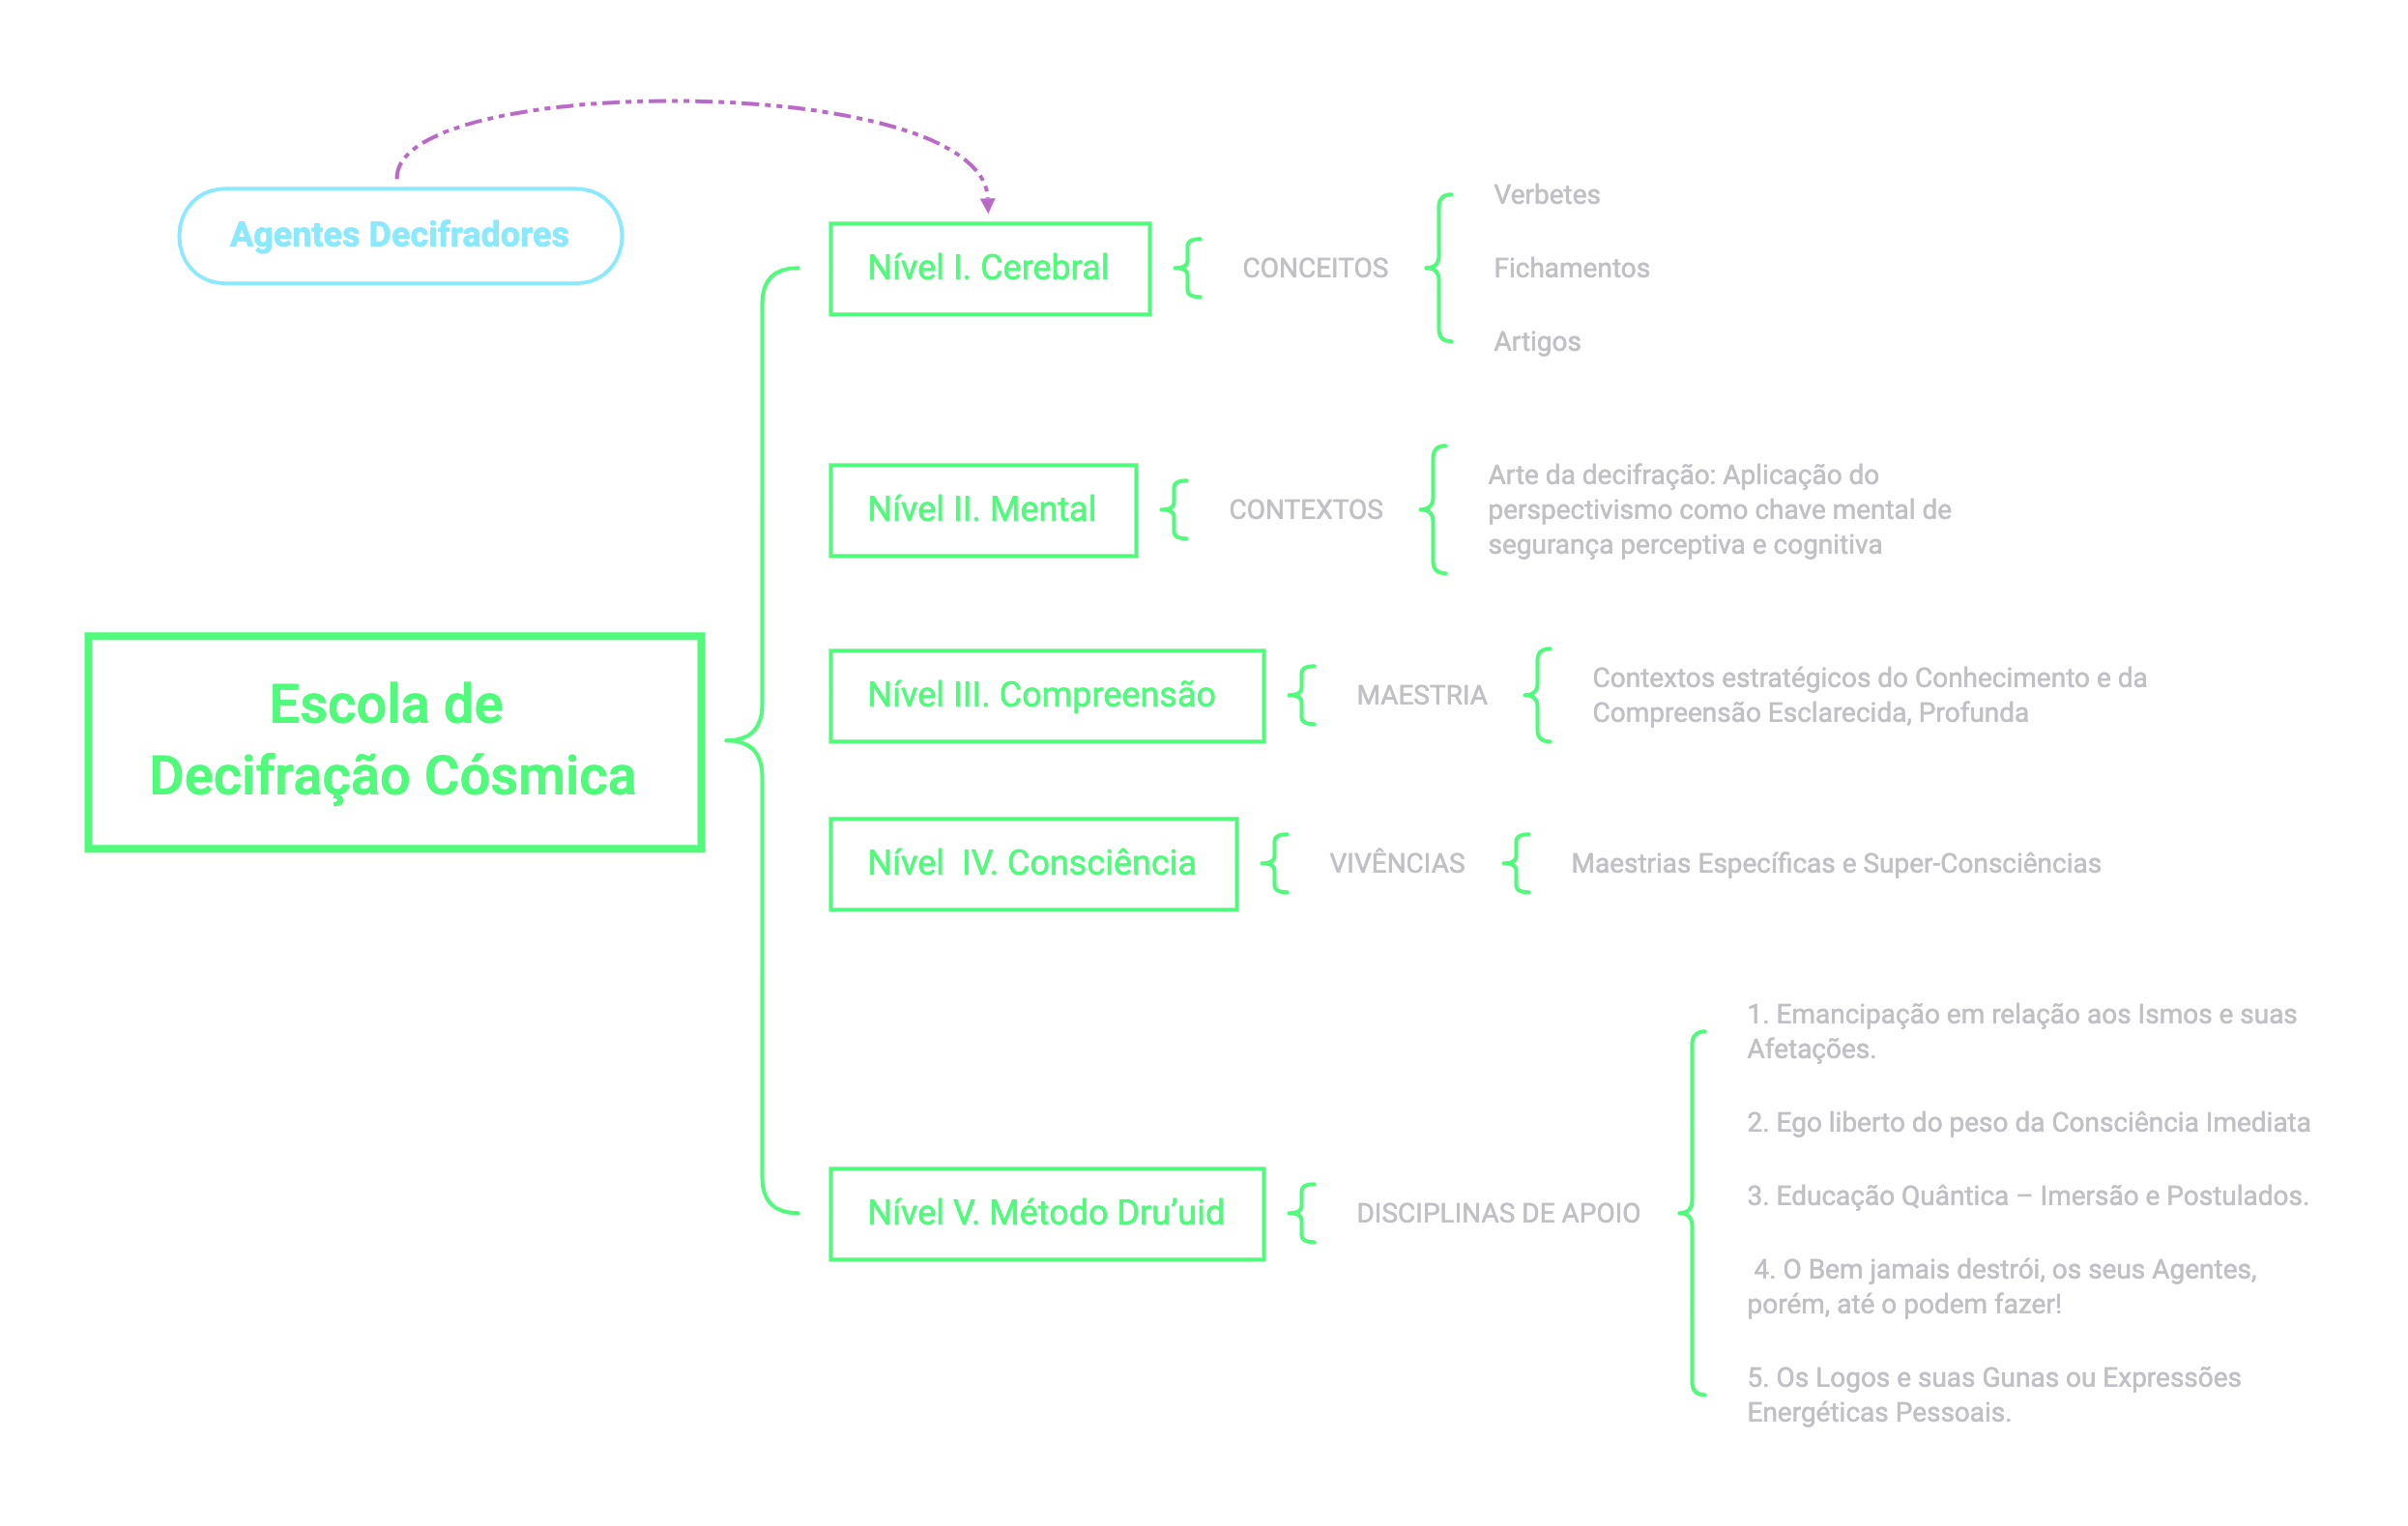 Agentes Decifradores
Escola de
Decifração Cósmica
Nível I. Cerebral
CONCEITOS
Verbetes
Fichamentos
Artigos
Nível II. Mental
CONTEXTOS
Arte da decifração: Aplicação do
perspectivismo como chave mental de
segurança perceptiva e cognitiva
Nível III. Compreensão
MAESTRIA
Contextos estratégicos do Conhecimento e da
Compreensão Esclarecida, Profunda
Nível  IV. Consciência
VIVÊNCIAS
Maestrias Específicas e Super-Consciências
Nível V. Método Dru’uid
DISCIPLINAS DE APOIO
1. Emancipação em relação aos Ismos e suas
Afetações.
2. Ego liberto do peso da Consciência Imediata
3. Educação Quântica – Imersão e Postulados.
4. O Bem jamais destrói, os seus Agentes,
porém, até o podem fazer!
5. Os Logos e suas Gunas ou Expressões
Energéticas Pessoais.